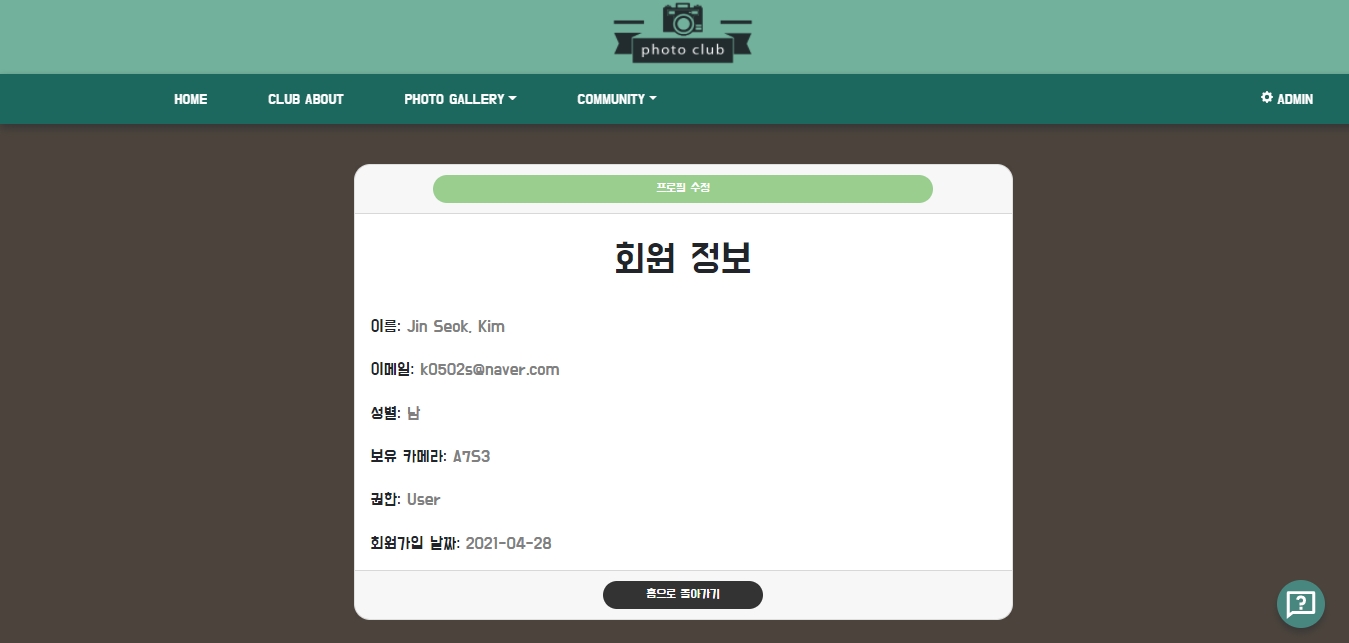 photo club
HOME CLUB ABOUT PHOTO GALLERY COMMUNITY ADMIN
프로필 수정
회원 정보
이름: Jin Seok, Kim
이메일: k0502s@naver.com
성별: 남
보유 카메라: A7S3
권한: User
회원가입 날짜: 2021-04-28
홈으로 돌아가기